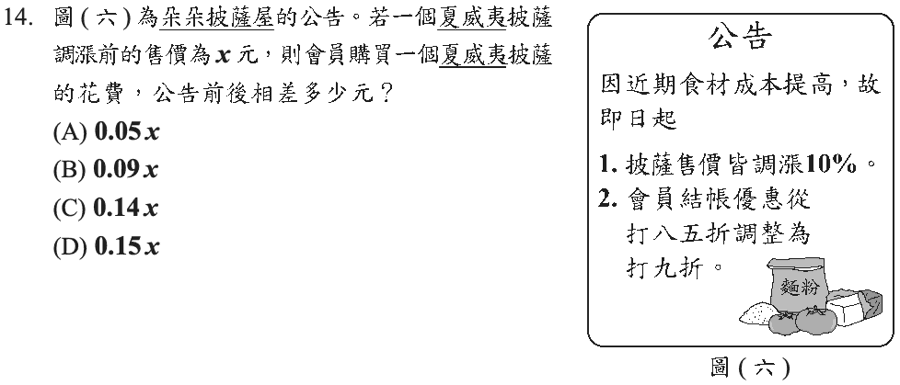 14. 圖(六)為朵朵披薩屋的公告。若一個夏威夷披薩
調漲前的售價為 x 元，則會員購買一個夏威夷披薩
的花費，公告前後相差多少元？
(A) 0.05x
(B) 0.09x
(C) 0.14x
(D) 0.15x
公告
因近期食材成本提高，故
即日起
1. 披薩售價皆調漲10%。
2. 會員結帳優惠從
打八五折調整為
打九折。
麵粉
圖(六)